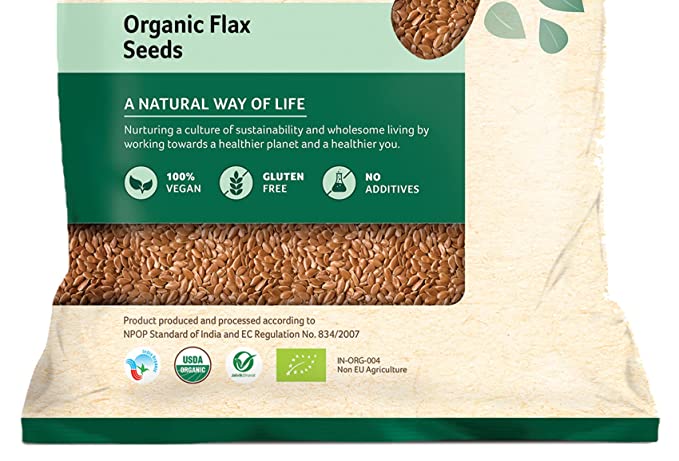 Organic Flax
Seeds
A NATURAL WAY OF LIFE
Nurturing a culture of sustainability and wholesome living by
working towards a healthier planet and a healthier you.
100%
VEGAN
GLUTEN
FREE
NO
ADDITIVES
Product produced and processed according to
NPOP Standard of India and EC Regulation No. 834/2007
USDA
ORGANIC
IN-ORG-004
Non EU Agriculture